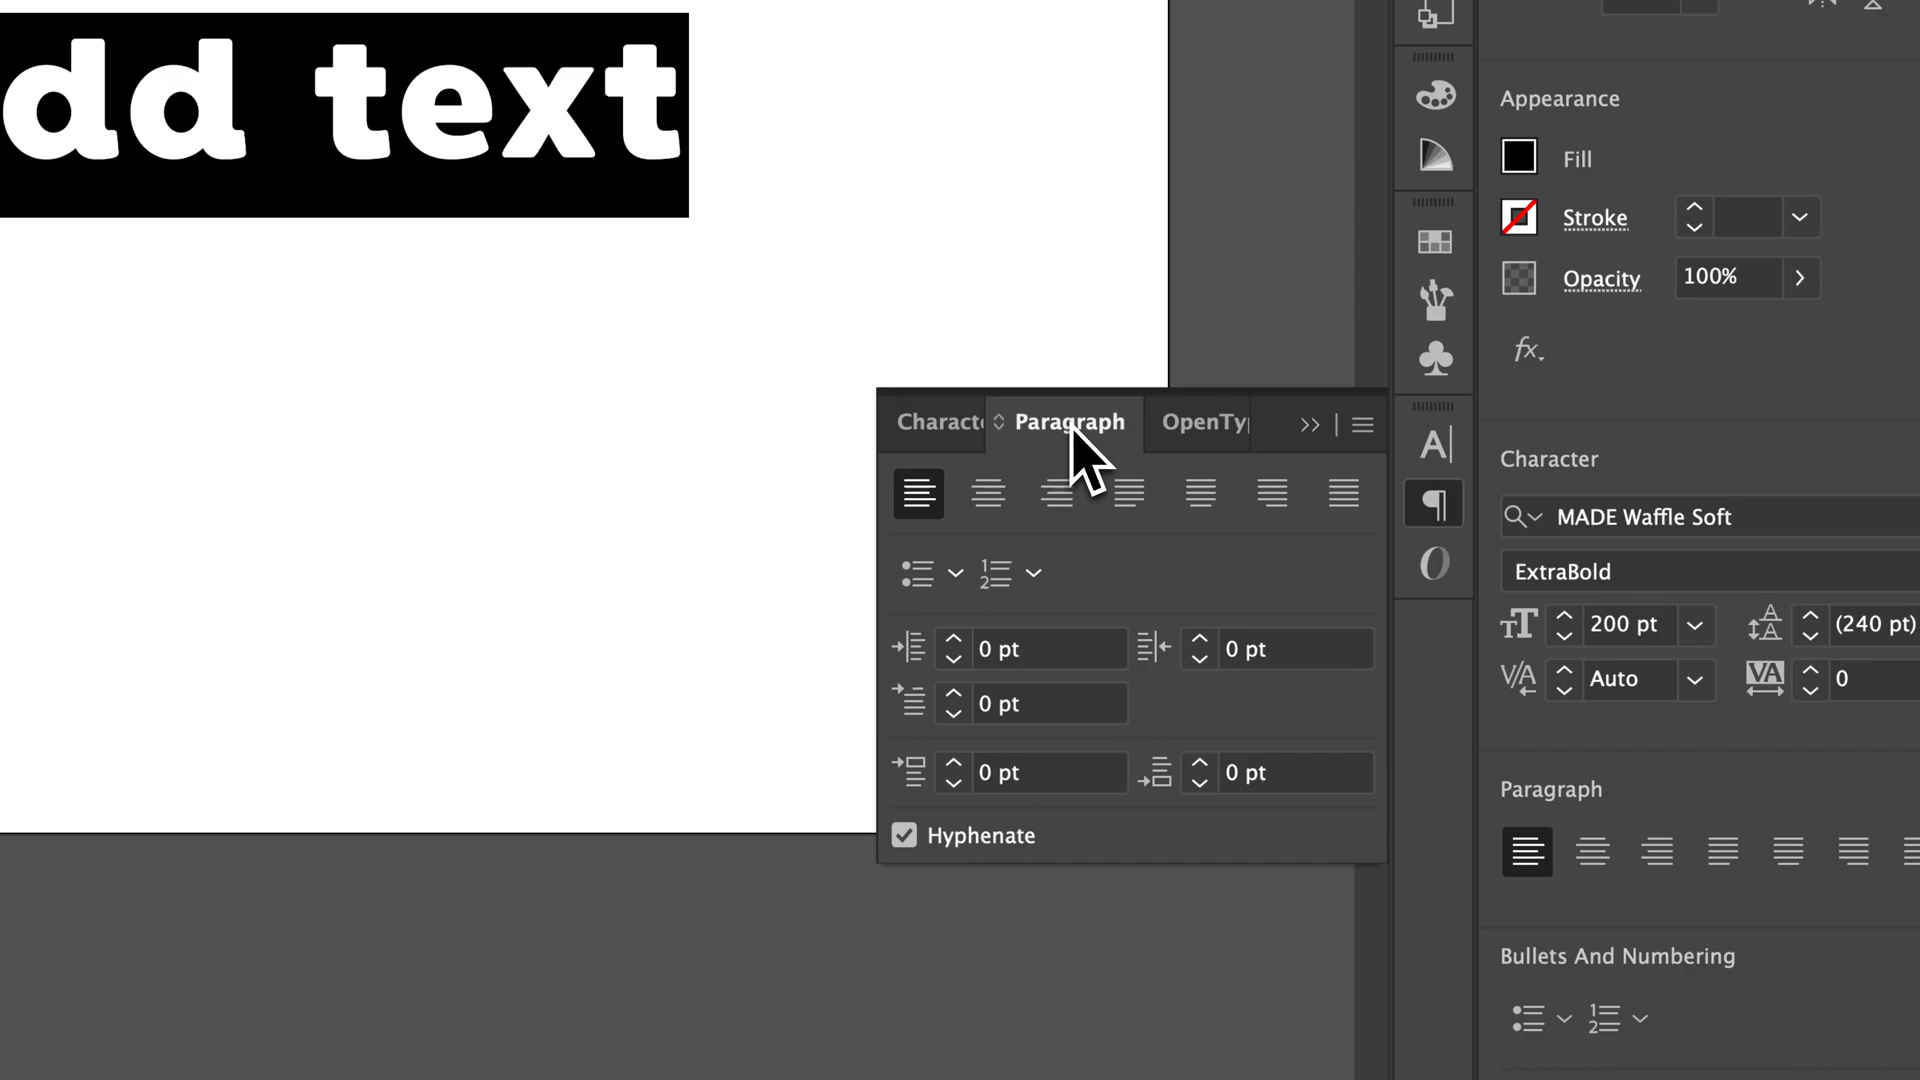 dd text
Appearance
Fill
Stroke
Opacity 100%
Charact Paragraph OpenTy
0 pt 0 pt
0 pt
0 pt 0 pt
Hyphenate
Character
MADE Waffle Soft
ExtraBold
200 pt (240 pt)
Auto 0
Paragraph
Bullets And Numbering